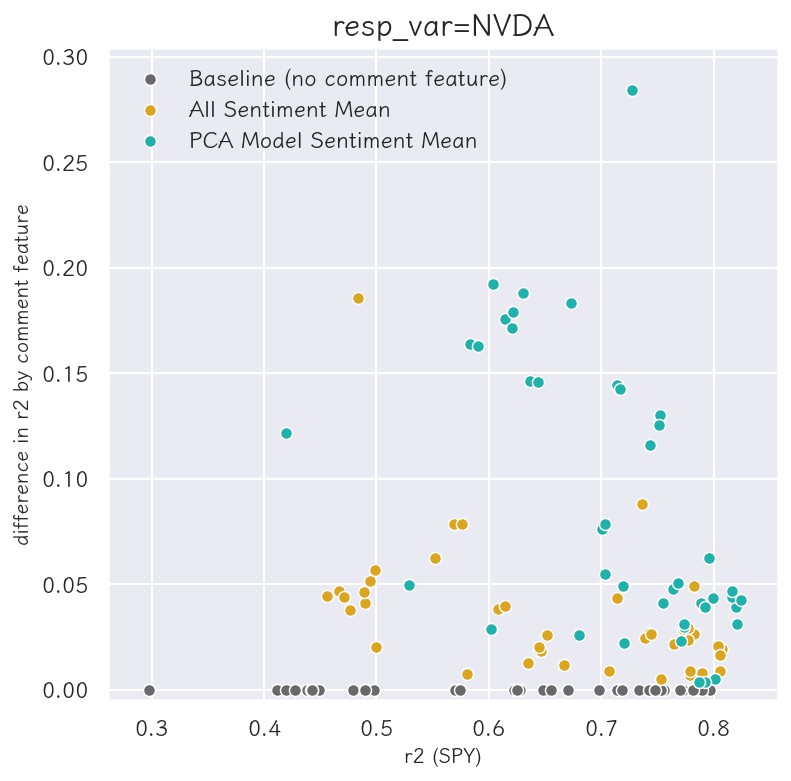 resp_var=NVDA
Baseline (no comment feature)
All Sentiment Mean
PCA Model Sentiment Mean
difference in r2 by comment feature
0.30
0.25
0.20
0.15
0.10
0.05
0.00
0.3 0.4 0.5 0.6 0.7 0.8
r2 (SPY)